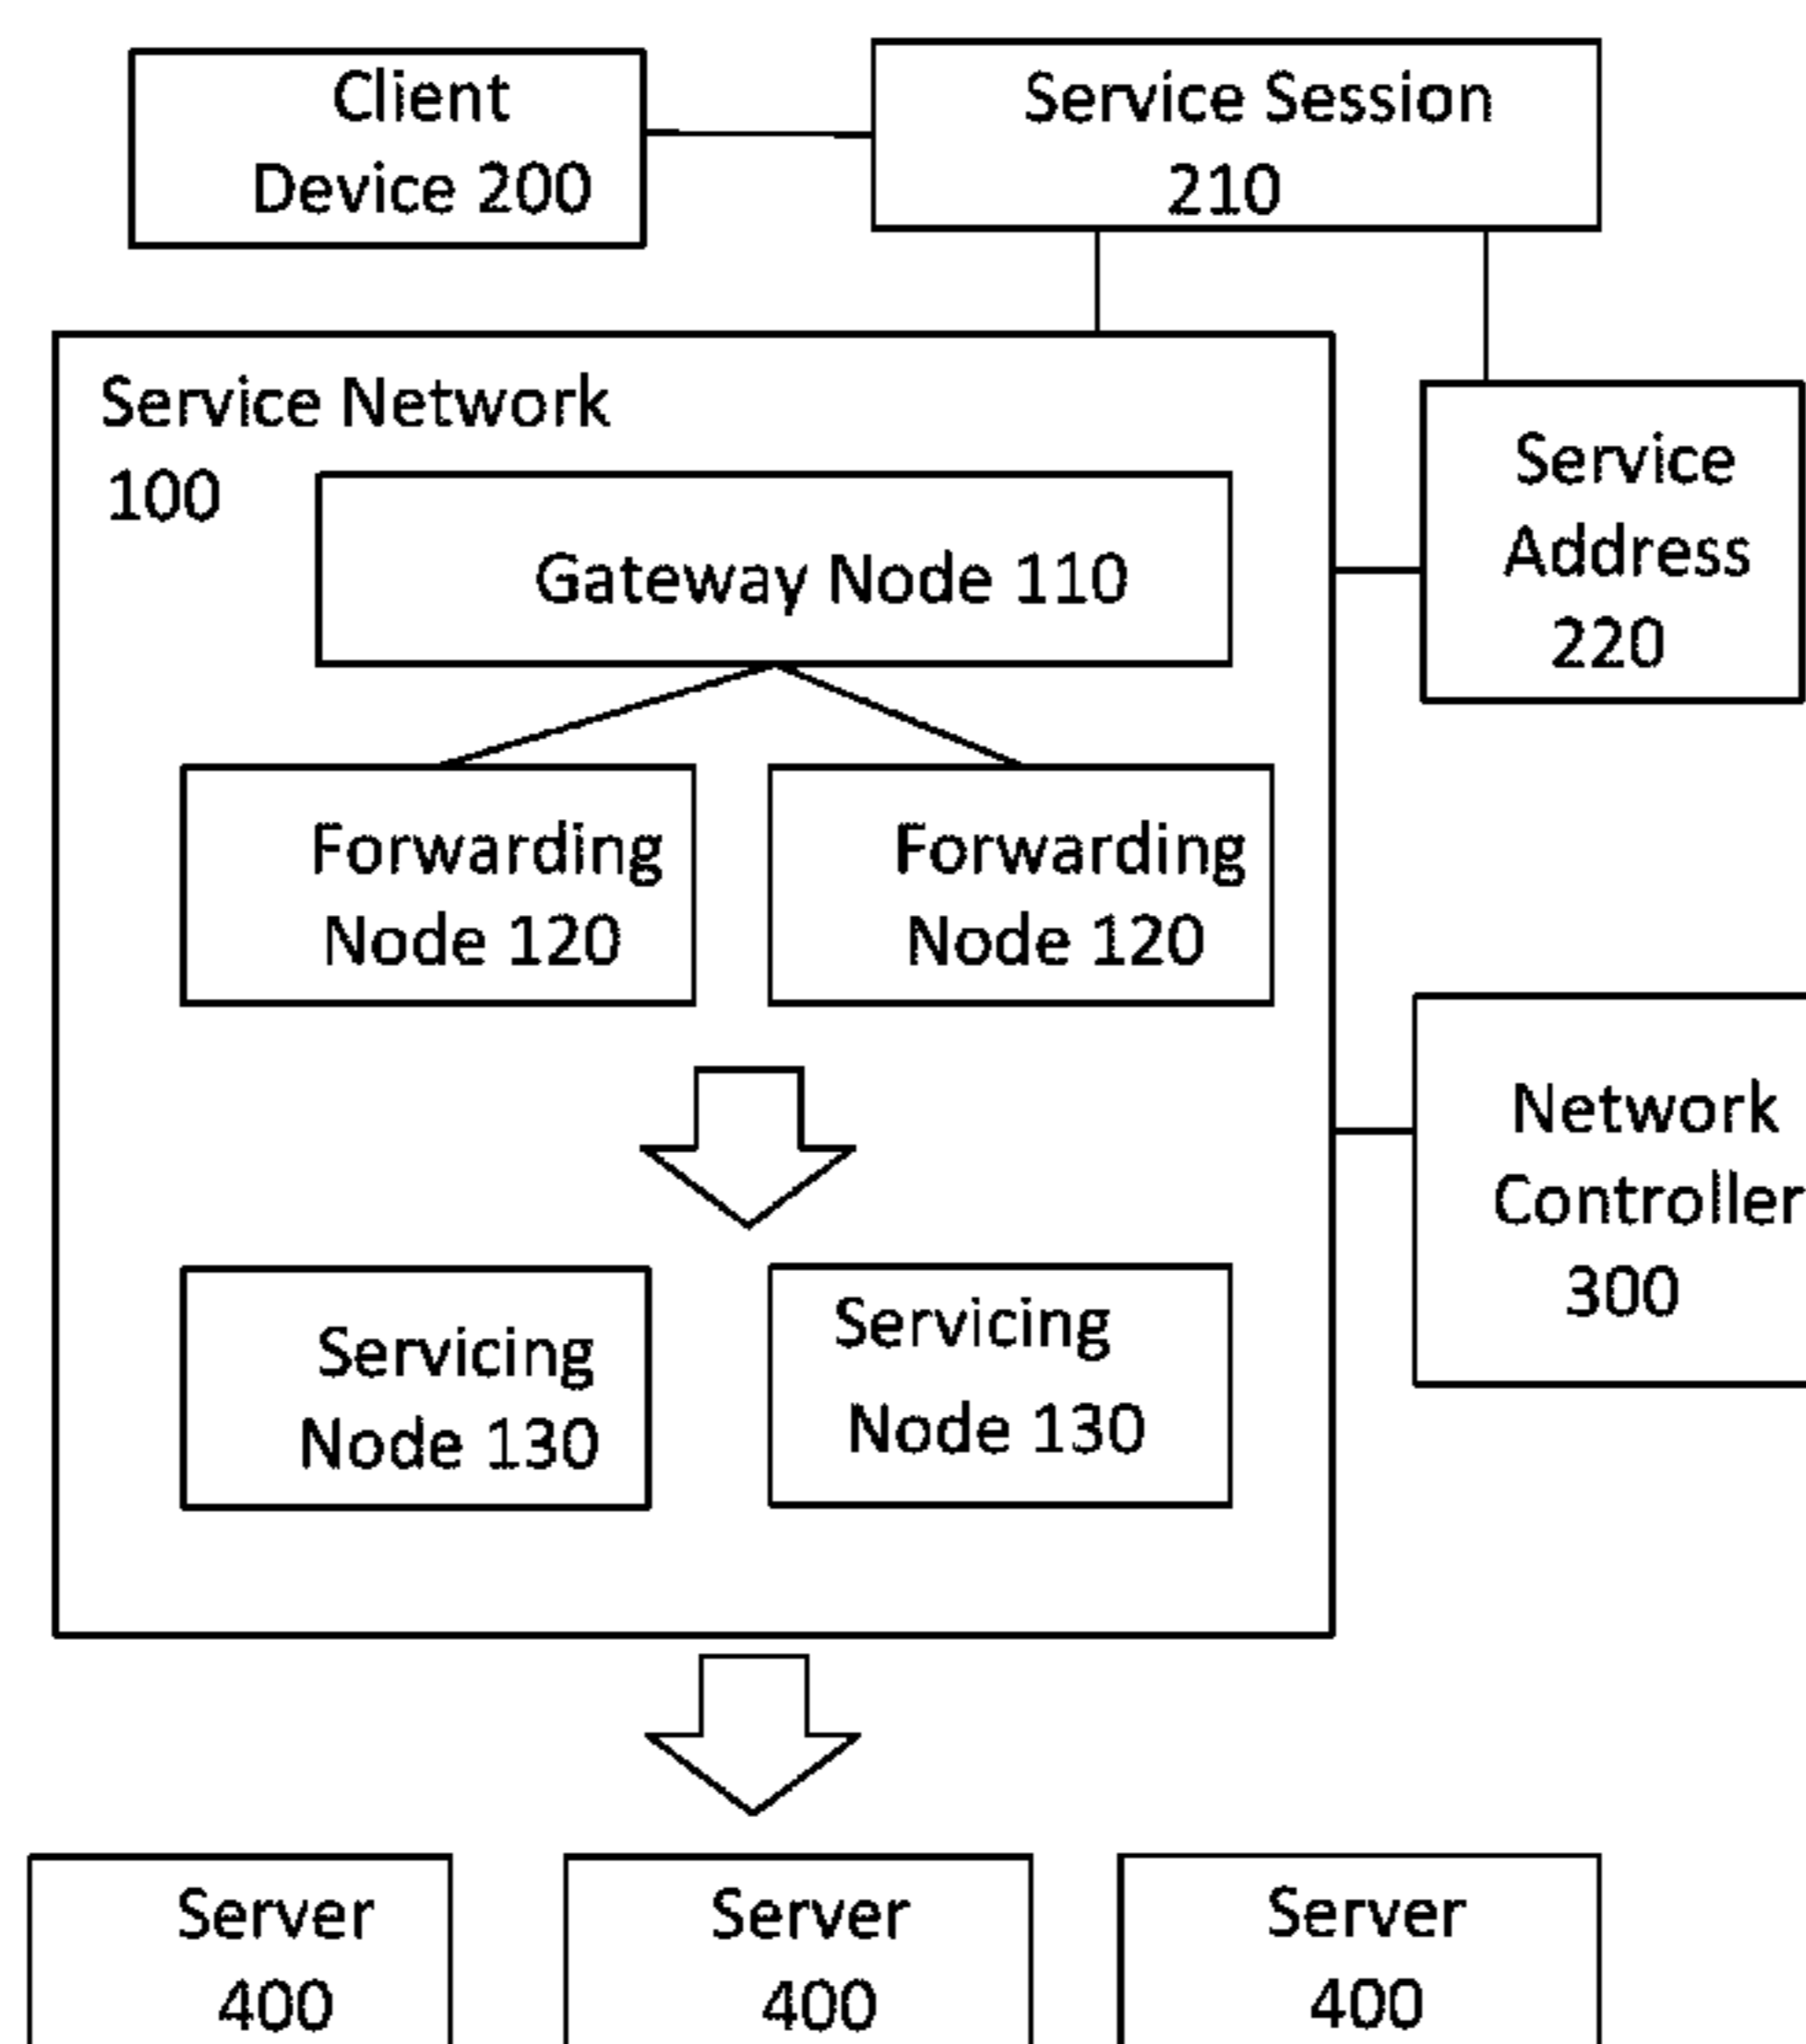 Client
Device 200
Service Session
210
Service Network
100
Gateway Node 110
Service
Address
220
Forwarding
Node 120
Forwarding
Node 120
Network
Controller
300
Servicing
Node 130
Servicing
Node 130
Server
400
Server
400
Server
400